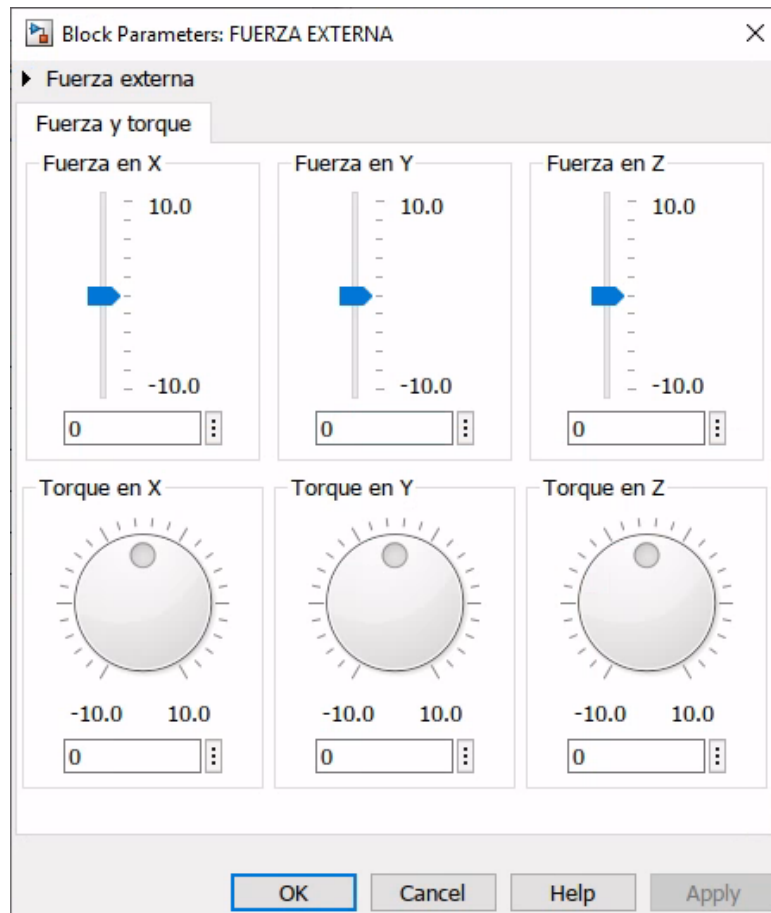 Block Parameters: FUERZA EXTERNA
Fuerza externa
Fuerza y torque
Fuerza en X
Fuerza en Y
Fuerza en Z
10.0
10.0
10.0
-10.0
-10.0
-10.0
0
0
0
Torque en X
Torque en Y
Torque en Z
-10.0 10.0
-10.0 10.0
-10.0 10.0
0
0
0
OK
Cancel
Help
Apply